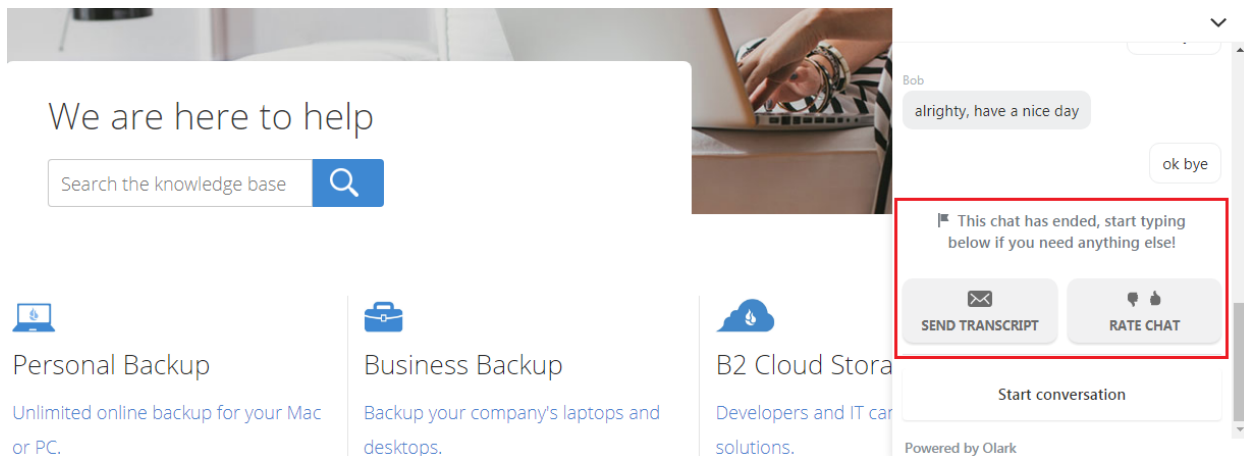 We are here to help
Search the knowledge base
Personal Backup
Unlimited online backup for your Mac
or PC.
Business Backup
Backup your company's laptops and
desktops.
B2 Cloud Stora
Developers and IT car
solutions.
Bob
alrighty, have a nice day
ok bye
This chat has ended, start typing
below if you need anything else!
SEND TRANSCRIPT
RATE CHAT
Start conversation
Powered by Olark